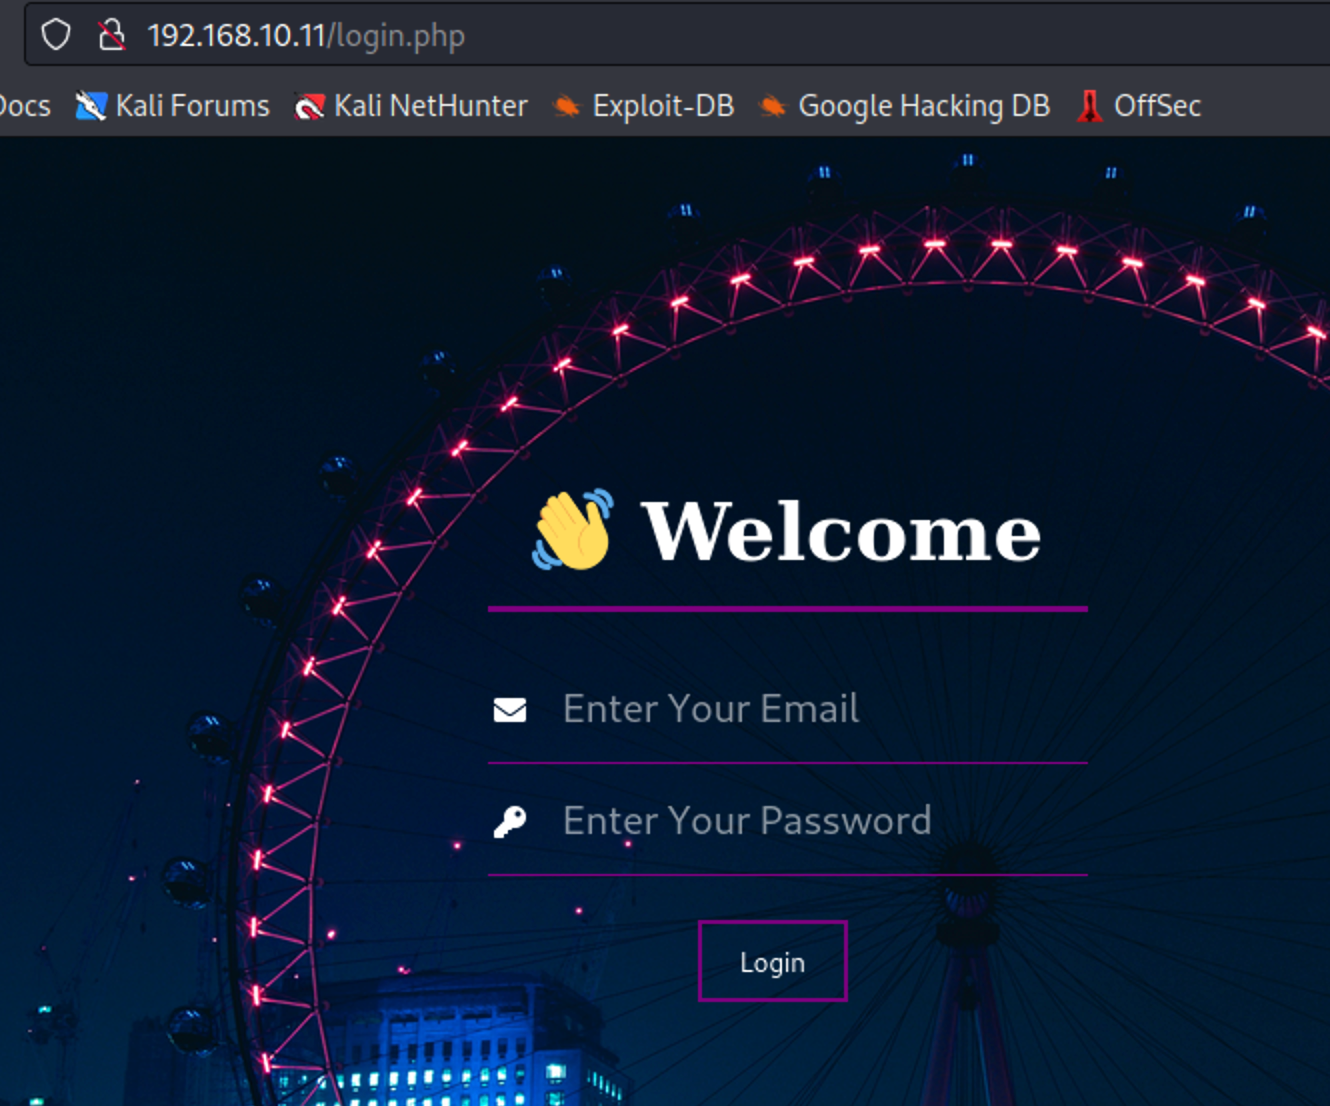 192.168.10.11/login.php
Docs Kali Forums Kali NetHunter Exploit-DB Google Hacking DB OffSec
👋 Welcome
Enter Your Email
Enter Your Password
Login